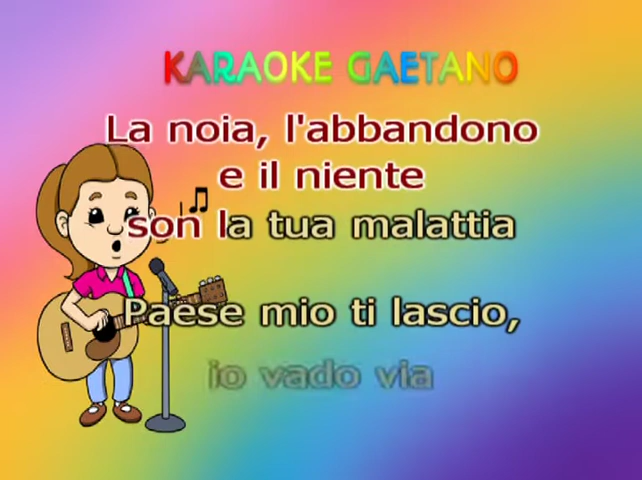 KARAOKE GAETANO
La noia, l'abbandono
e il niente
son la tua malattia
Paese mio ti lascio,
io vado via